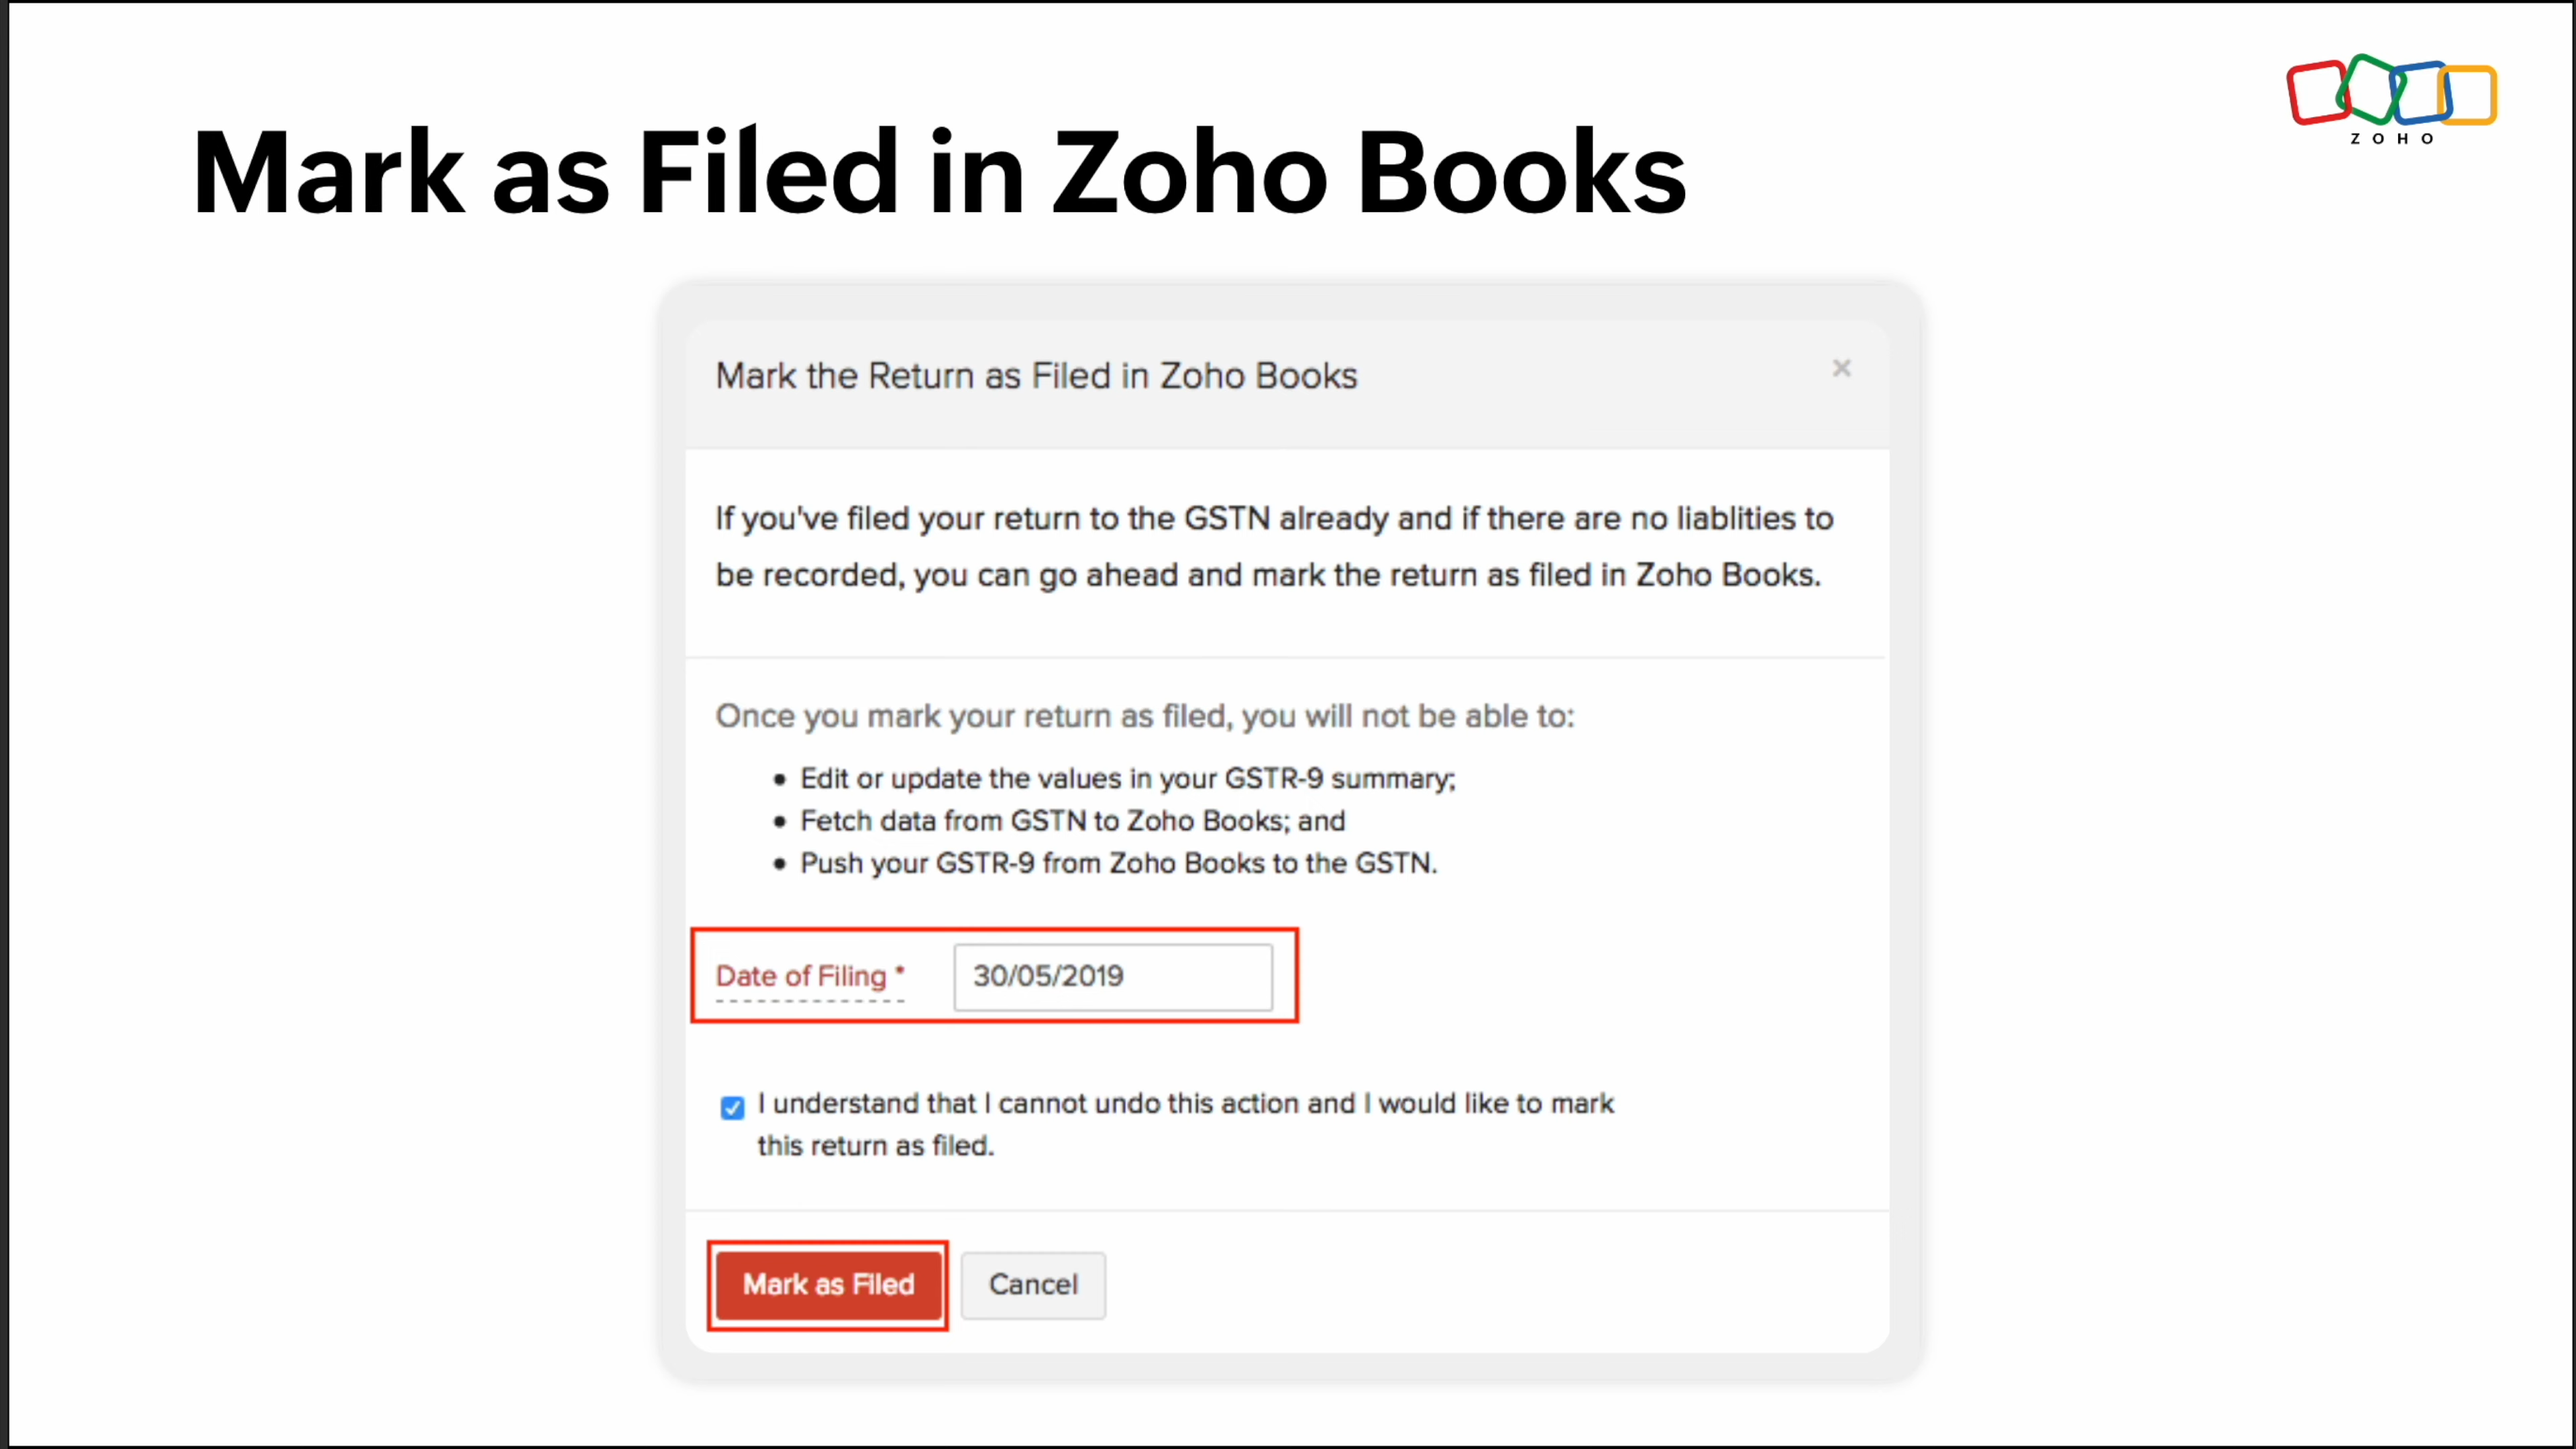 ZOHO
Mark as Filed in Zoho Books
Mark the Return as Filed in Zoho Books
×
If you've filed your return to the GSTN already and if there are no liablities to
be recorded, you can go ahead and mark the return as filed in Zoho Books.
Once you mark your return as filed, you will not be able to:
• Edit or update the values in your GSTR-9 summary;
• Fetch data from GSTN to Zoho Books; and
• Push your GSTR-9 from Zoho Books to the GSTN.
Date of Filing * 30/05/2019
I understand that I cannot undo this action and I would like to mark
this return as filed.
Mark as Filed Cancel